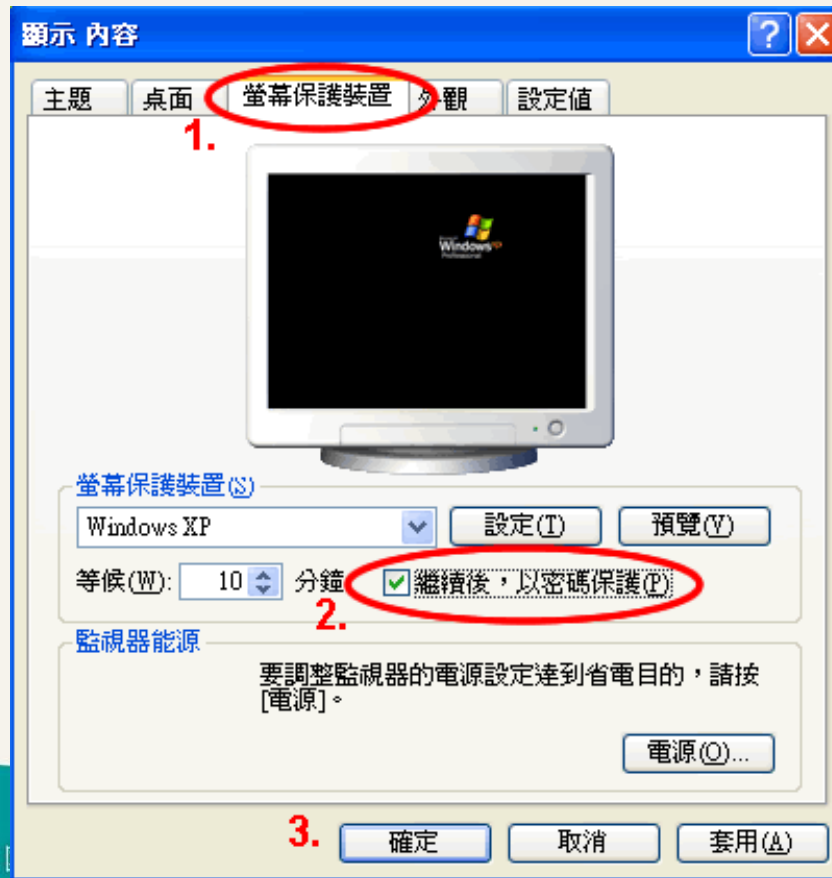 顯示 內容
主題 桌面 螢幕保護裝置 外觀 設定值
1.
Windows xp
Professional
螢幕保護裝置(S)
Windows XP 設定(T) 預覽(V)
等候(W): 10 分鐘 繼續後，以密碼保護(P)
2.
監視器能源
要調整監視器的電源設定達到省電目的，請按
[電源]。
電源(O)...
3. 確定 取消 套用(A)